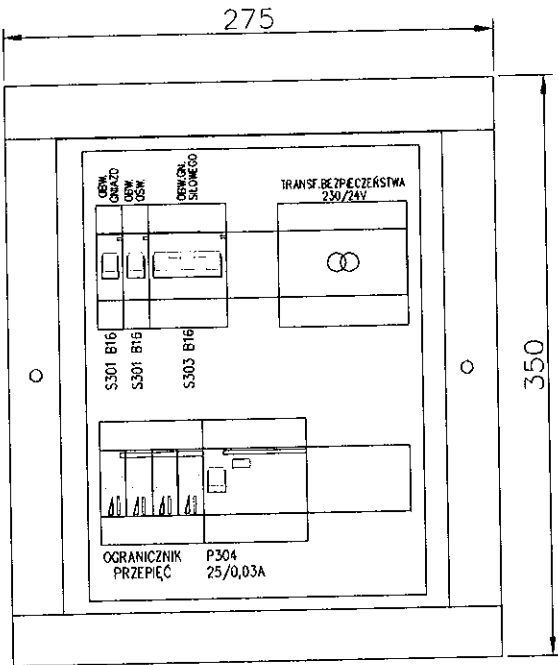 275
350
OBW.
GNIAZD
OBW.
OŚW.
OBW.GN.
SIŁOWEGO
TRANSF.BEZPIECZEŃSTWA
230/24V
S301 B16
S301 B16
S303 B16
OGRANICZNIK
PRZEPIĘĆ
P304
25/0,03A